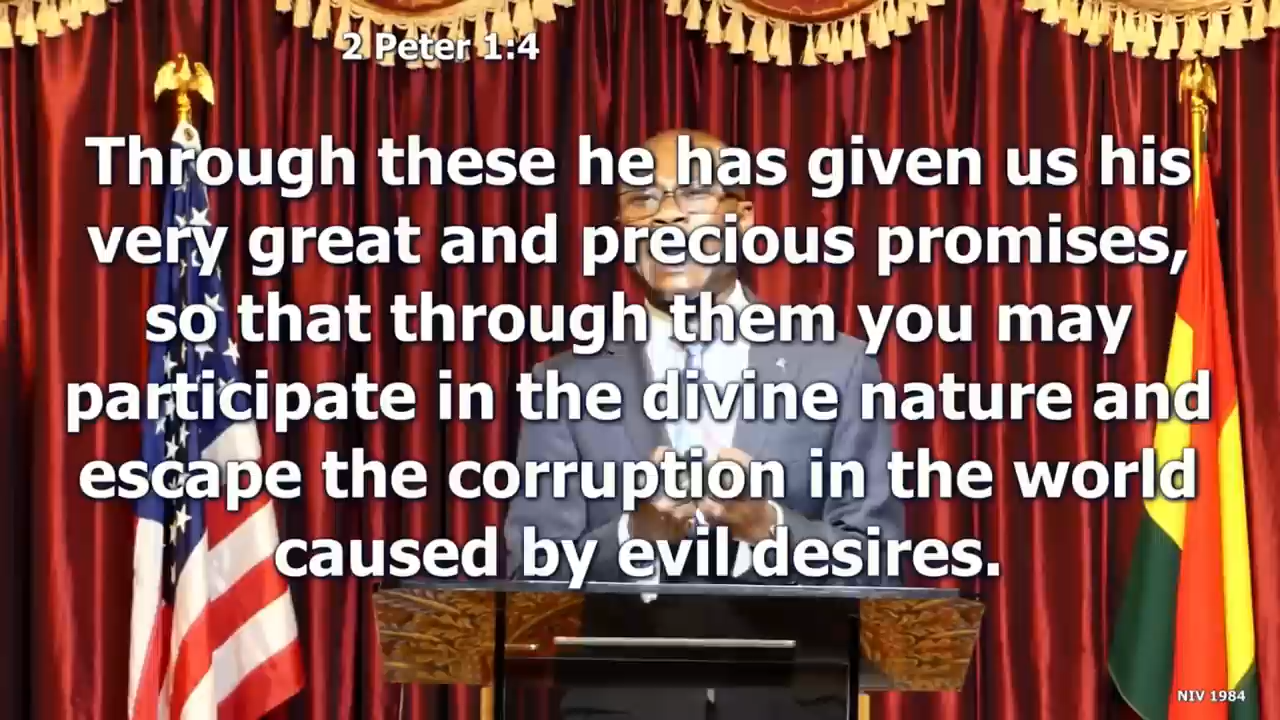 2 Peter 1:4
Through these he has given us his
very great and precious promises,
so that through them you may
participate in the divine nature and
escape the corruption in the world
caused by evil desires.
NIV 1984